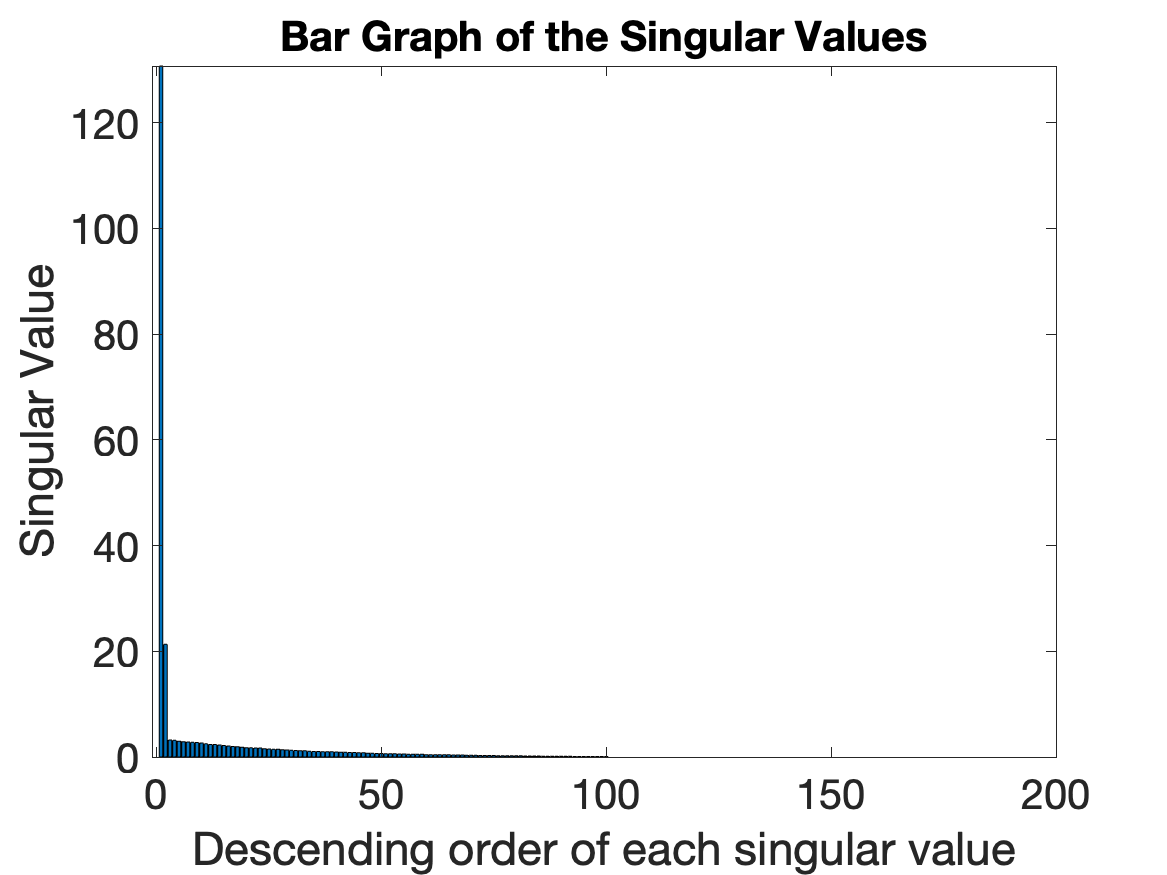 Bar Graph of the Singular Values
120
100
80
60
40
20
0
Singular Value
0 50 100 150 200
Descending order of each singular value